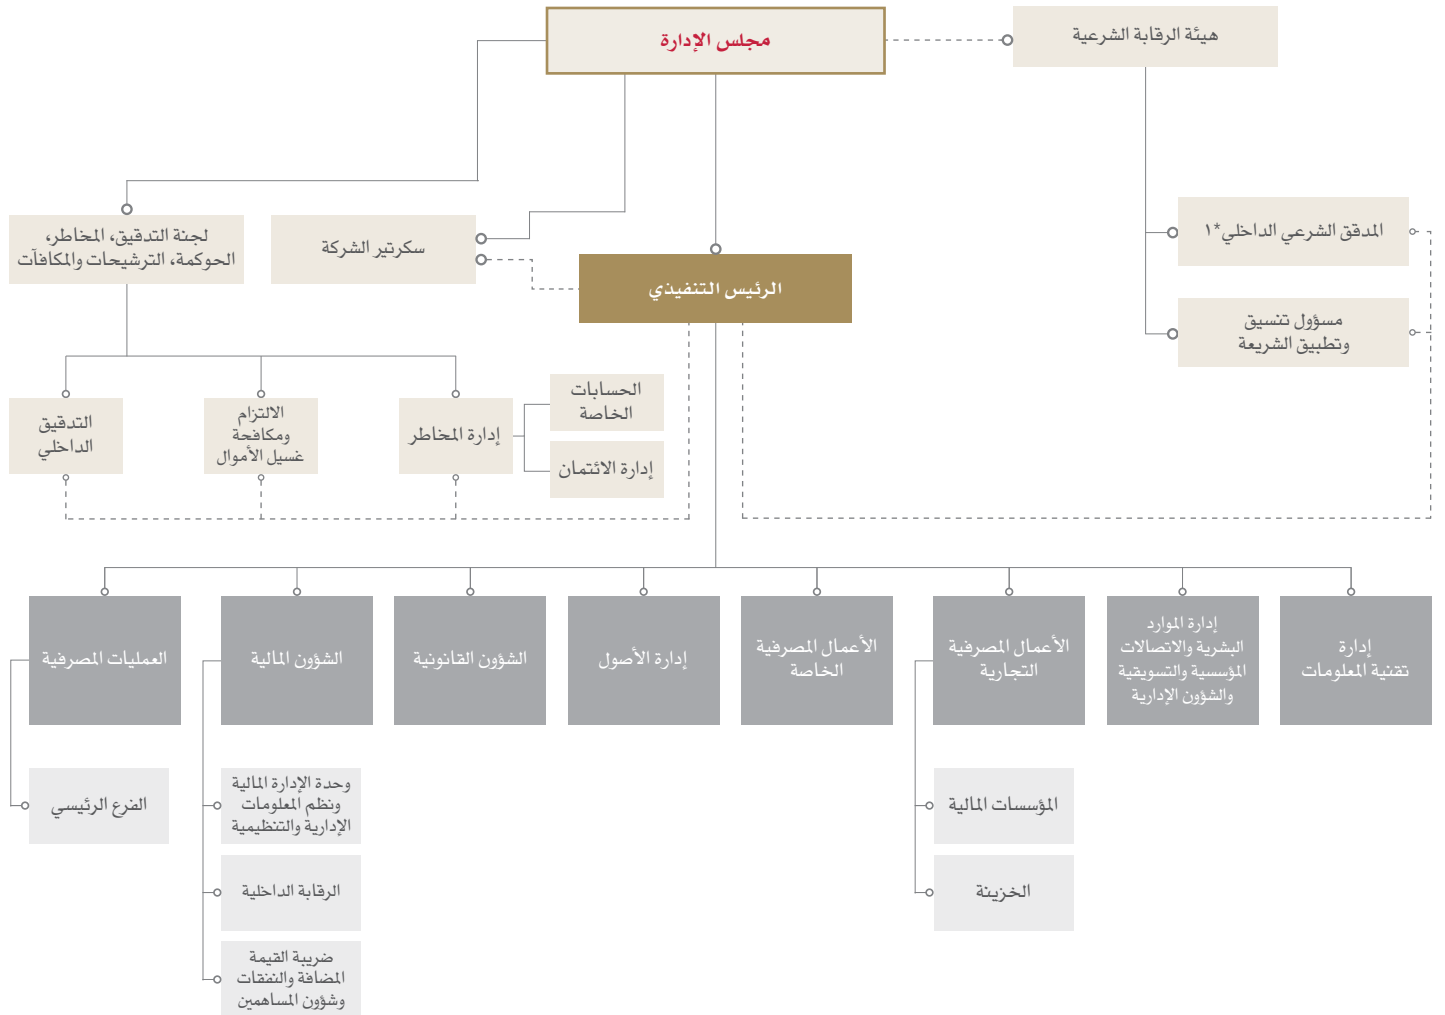 مجلس الإدارة
هيئة الرقابة الشرعية
المدقق الشرعي الداخلي*١
مسؤول تنسيق
وتطبيق الشريعة
سكرتير الشركة
لجنة التدقيق، المخاطر،
الحوكمة، الترشيحات والمكافآت
الرئيس التنفيذي
الحسابات
الخاصة
إدارة الائتمان
إدارة المخاطر
الالتزام
ومكافحة
غسيل الأموال
التدقيق
الداخلي
إدارة
تقنية المعلومات
إدارة الموارد
البشرية والاتصالات
المؤسسية والتسويقية
والشؤون الإدارية
الأعمال المصرفية
التجارية
الأعمال المصرفية
الخاصة
إدارة الأصول
الشؤون القانونية
الشؤون المالية
العمليات المصرفية
المؤسسات المالية
الخزينة
وحدة الإدارة المالية
ونظم المعلومات
الإدارية والتنظيمية
الرقابة الداخلية
ضريبة القيمة
المضافة والنفقات
وشؤون المساهمين
الفرع الرئيسي